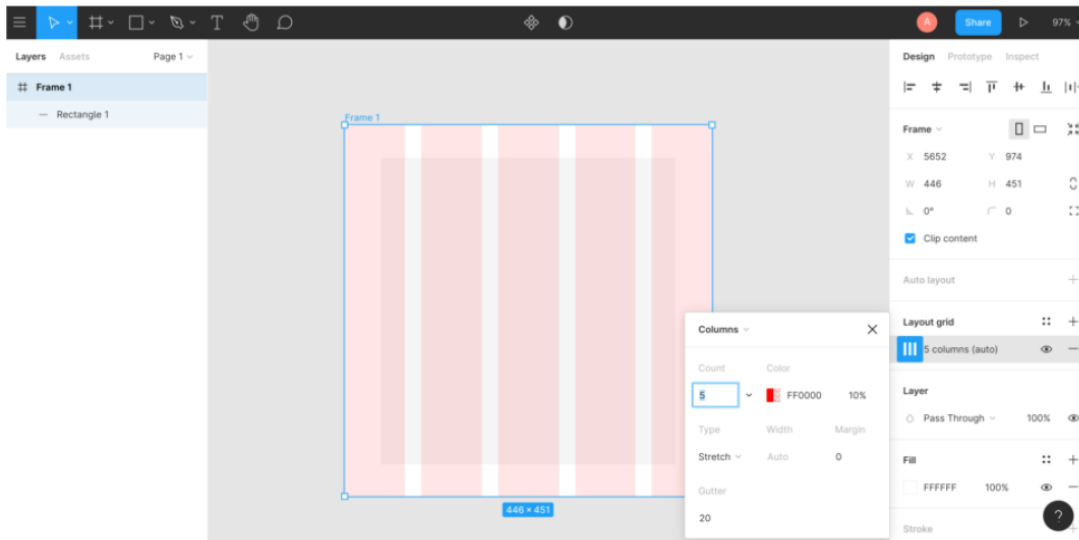 A Share 97%
Layers Assets Page 1
Frame 1
Rectangle 1
Frame 1
446 × 451
Design Prototype Inspect
Frame
X 5652 Y 974
W 446 H 451
0° 0
Clip content
Auto layout
Layout grid
5 columns (auto)
Layer
Pass Through 100%
Fill
FFFFFF 100%
Stroke
Columns
Count Color
5 FF0000 10%
Type Width Margin
Stretch Auto 0
Gutter
20
?